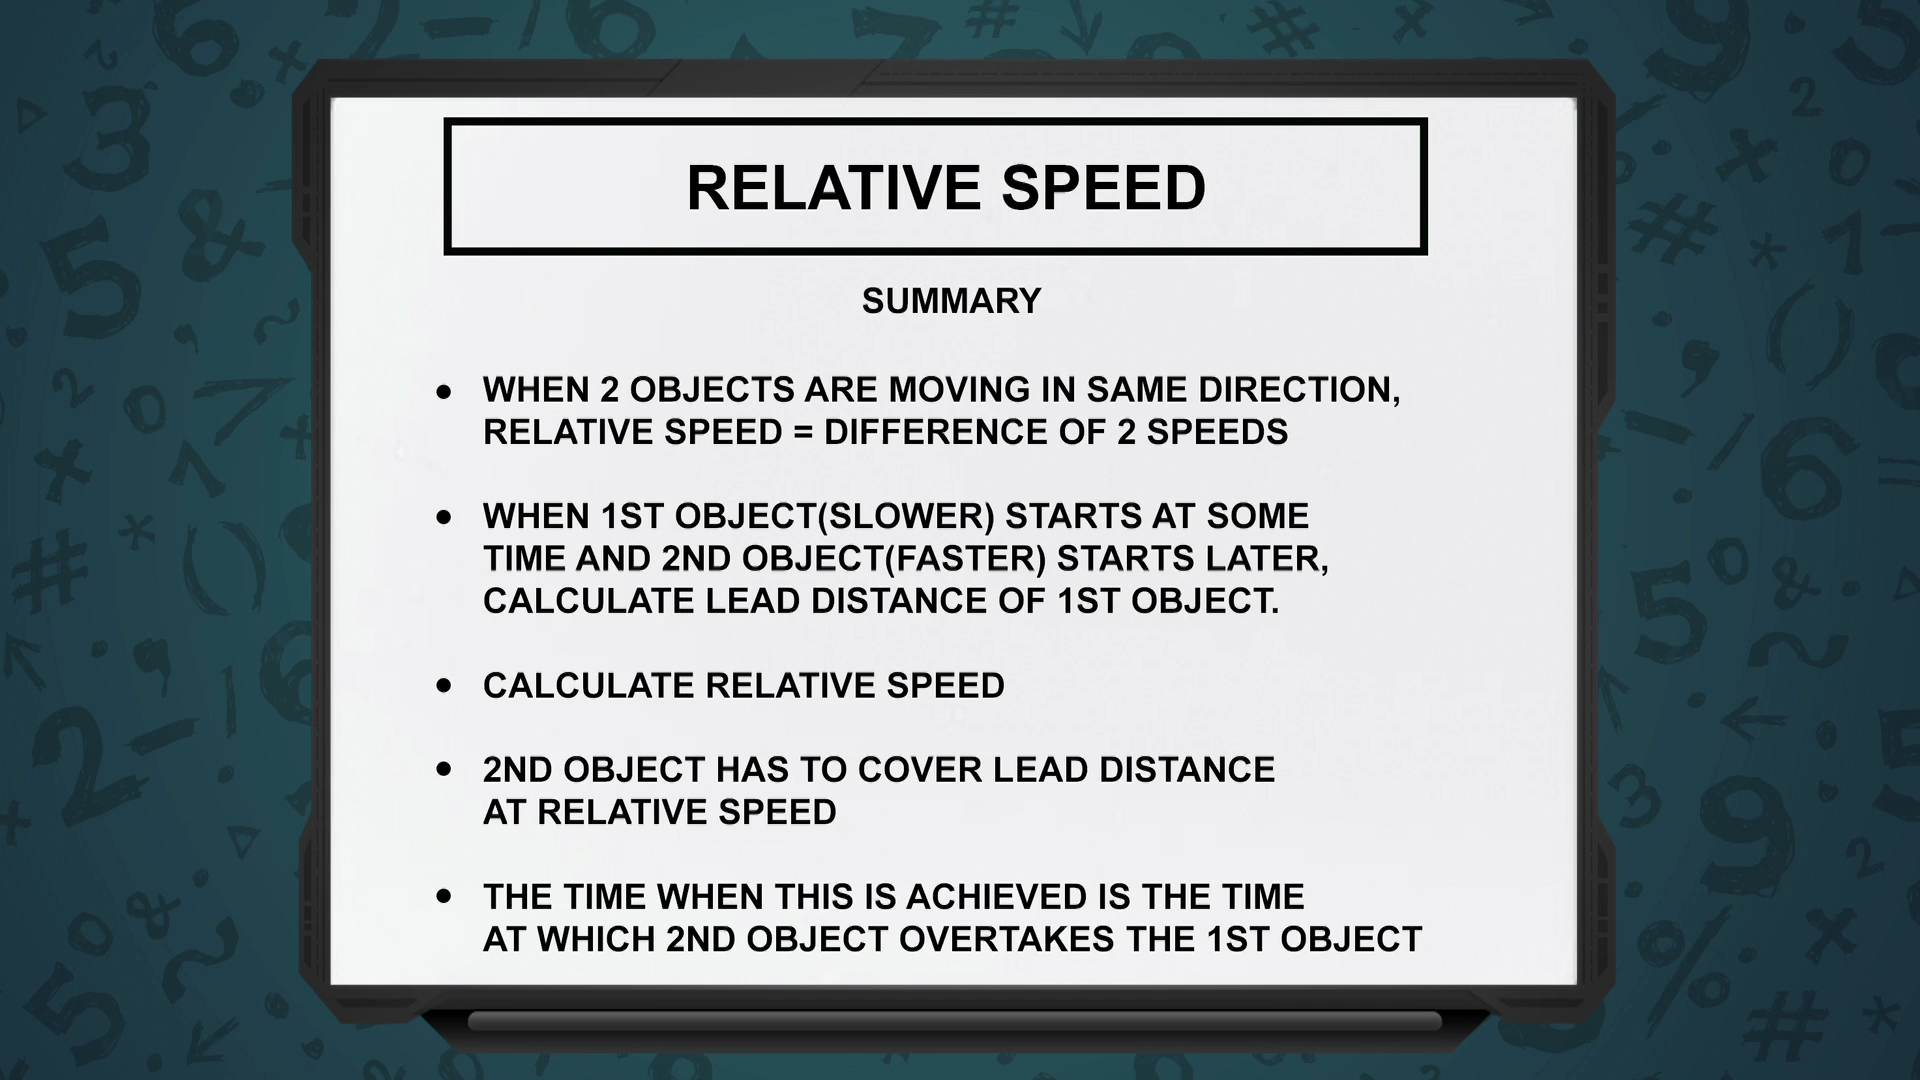 RELATIVE SPEED
SUMMARY
• WHEN 2 OBJECTS ARE MOVING IN SAME DIRECTION,
RELATIVE SPEED = DIFFERENCE OF 2 SPEEDS
• WHEN 1ST OBJECT(SLOWER) STARTS AT SOME
TIME AND 2ND OBJECT(FASTER) STARTS LATER,
CALCULATE LEAD DISTANCE OF 1ST OBJECT.
• CALCULATE RELATIVE SPEED
• 2ND OBJECT HAS TO COVER LEAD DISTANCE
AT RELATIVE SPEED
• THE TIME WHEN THIS IS ACHIEVED IS THE TIME
AT WHICH 2ND OBJECT OVERTAKES THE 1ST OBJECT